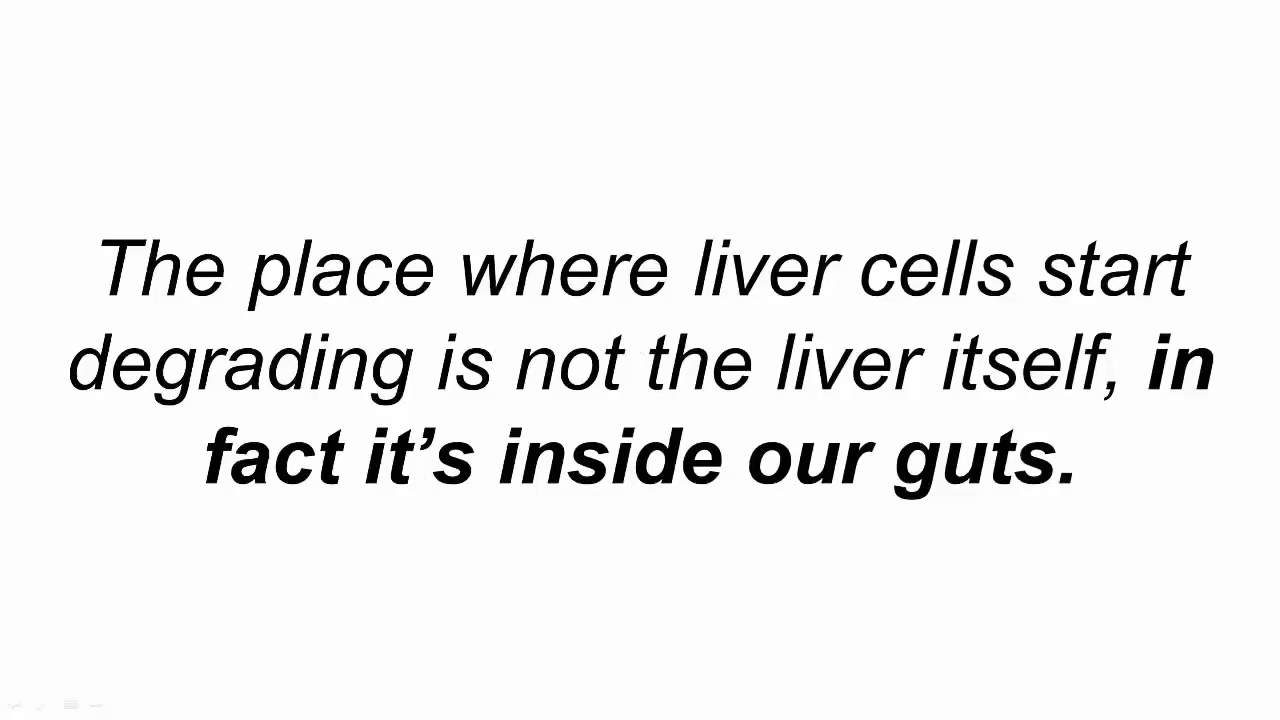 The place where liver cells start
degrading is not the liver itself, in
fact it’s inside our guts.